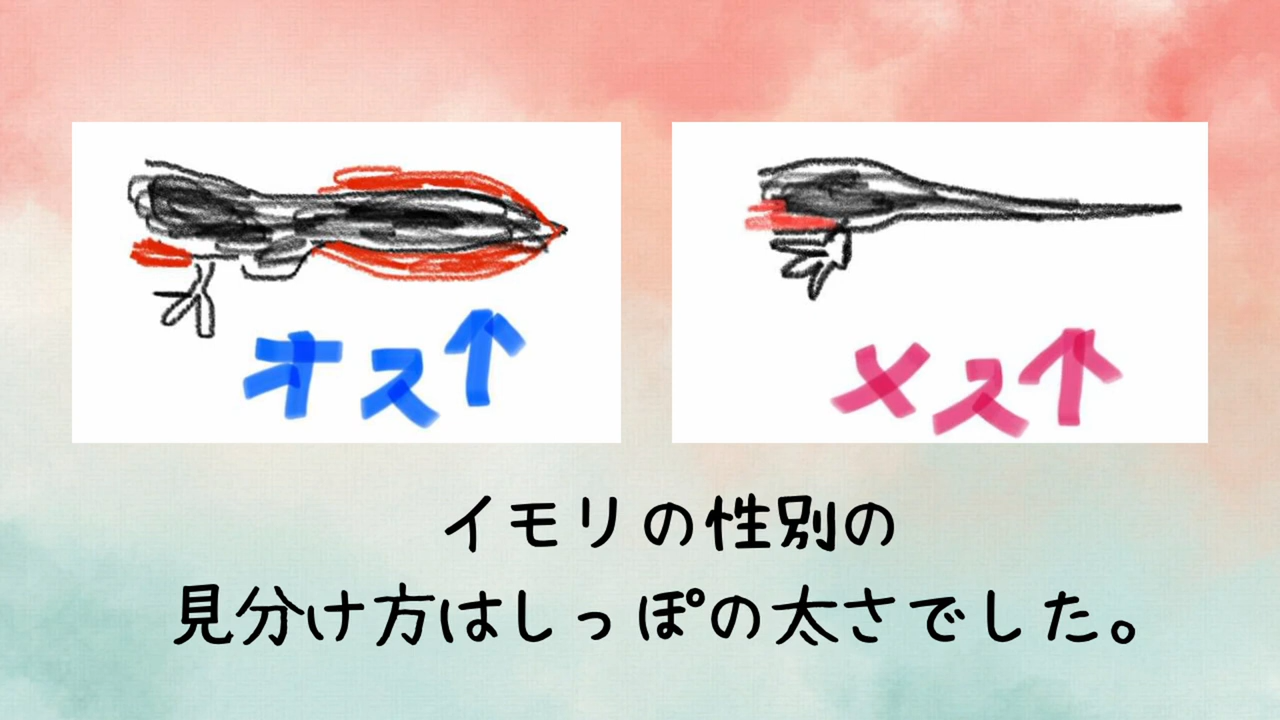 オス↑
メス↑
イモリの性別の
見分け方はしっぽの太さでした。